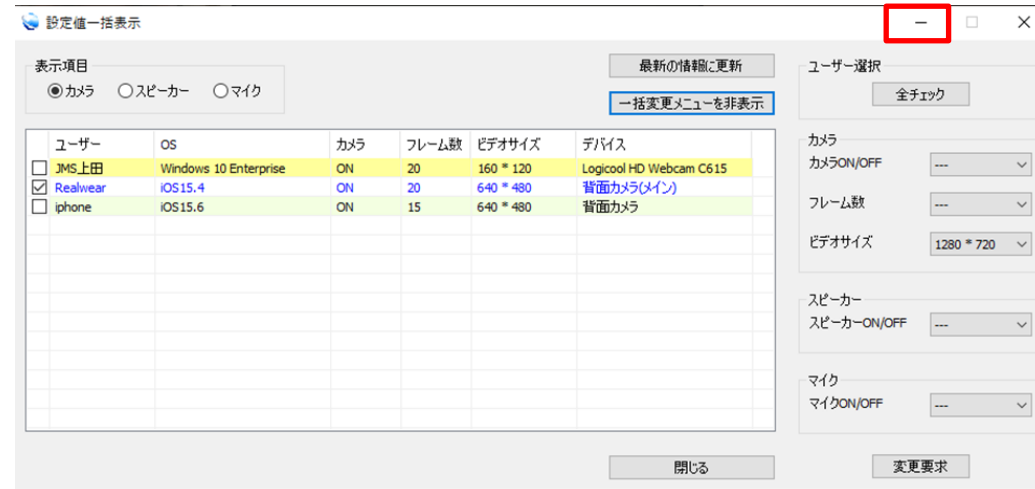 設定値一括表示
表示項目
カメラ スピーカー マイク
最新の情報に更新
一括変更メニューを非表示
ユーザー OS カメラ フレーム数 ビデオサイズ デバイス
JMS上田 Windows 10 Enterprise ON 20 160 * 120 Logicool HD Webcam C615
Realwear iOS15.4 ON 20 640 * 480 背面カメラ(メイン)
iphone iOS15.6 ON 15 640 * 480 背面カメラ
閉じる
ユーザー選択
全チェック
カメラ
カメラON/OFF ---
フレーム数 ---
ビデオサイズ 1280 * 720
スピーカー
スピーカーON/OFF ---
マイク
マイクON/OFF ---
変更要求